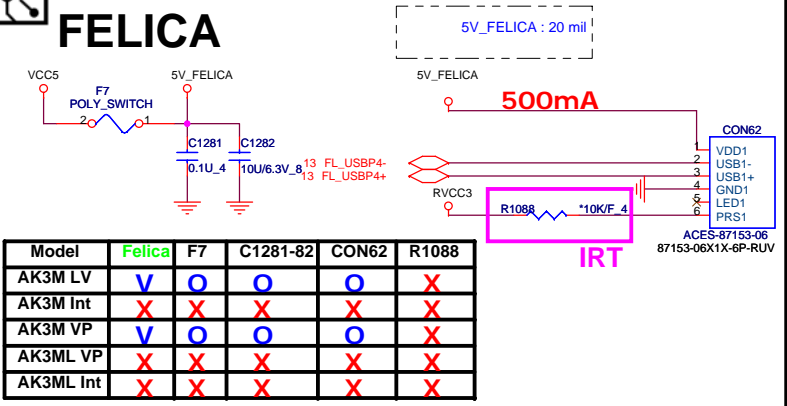 FELICA
5V_FELICA : 20 mil
VCC5
5V_FELICA
5V_FELICA
F7
POLY_SWITCH
2
1
500mA
C1281
0.1U_4
C1282
10U/6.3V_8
13 FL_USBP4-
13 FL_USBP4+
RVCC3
R1088
*10K/F_4
IRT
CON62
1 VDD1
2 USB1-
3 USB1+
4 GND1
5 LED1
6 PRS1
ACES-87153-06
87153-06X1X-6P-RUV
Model Felica F7 C1281-82 CON62 R1088
AK3M LV V O O O X
AK3M Int X X X X X
AK3M VP V O O O X
AK3ML VP X X X X X
AK3ML Int X X X X X